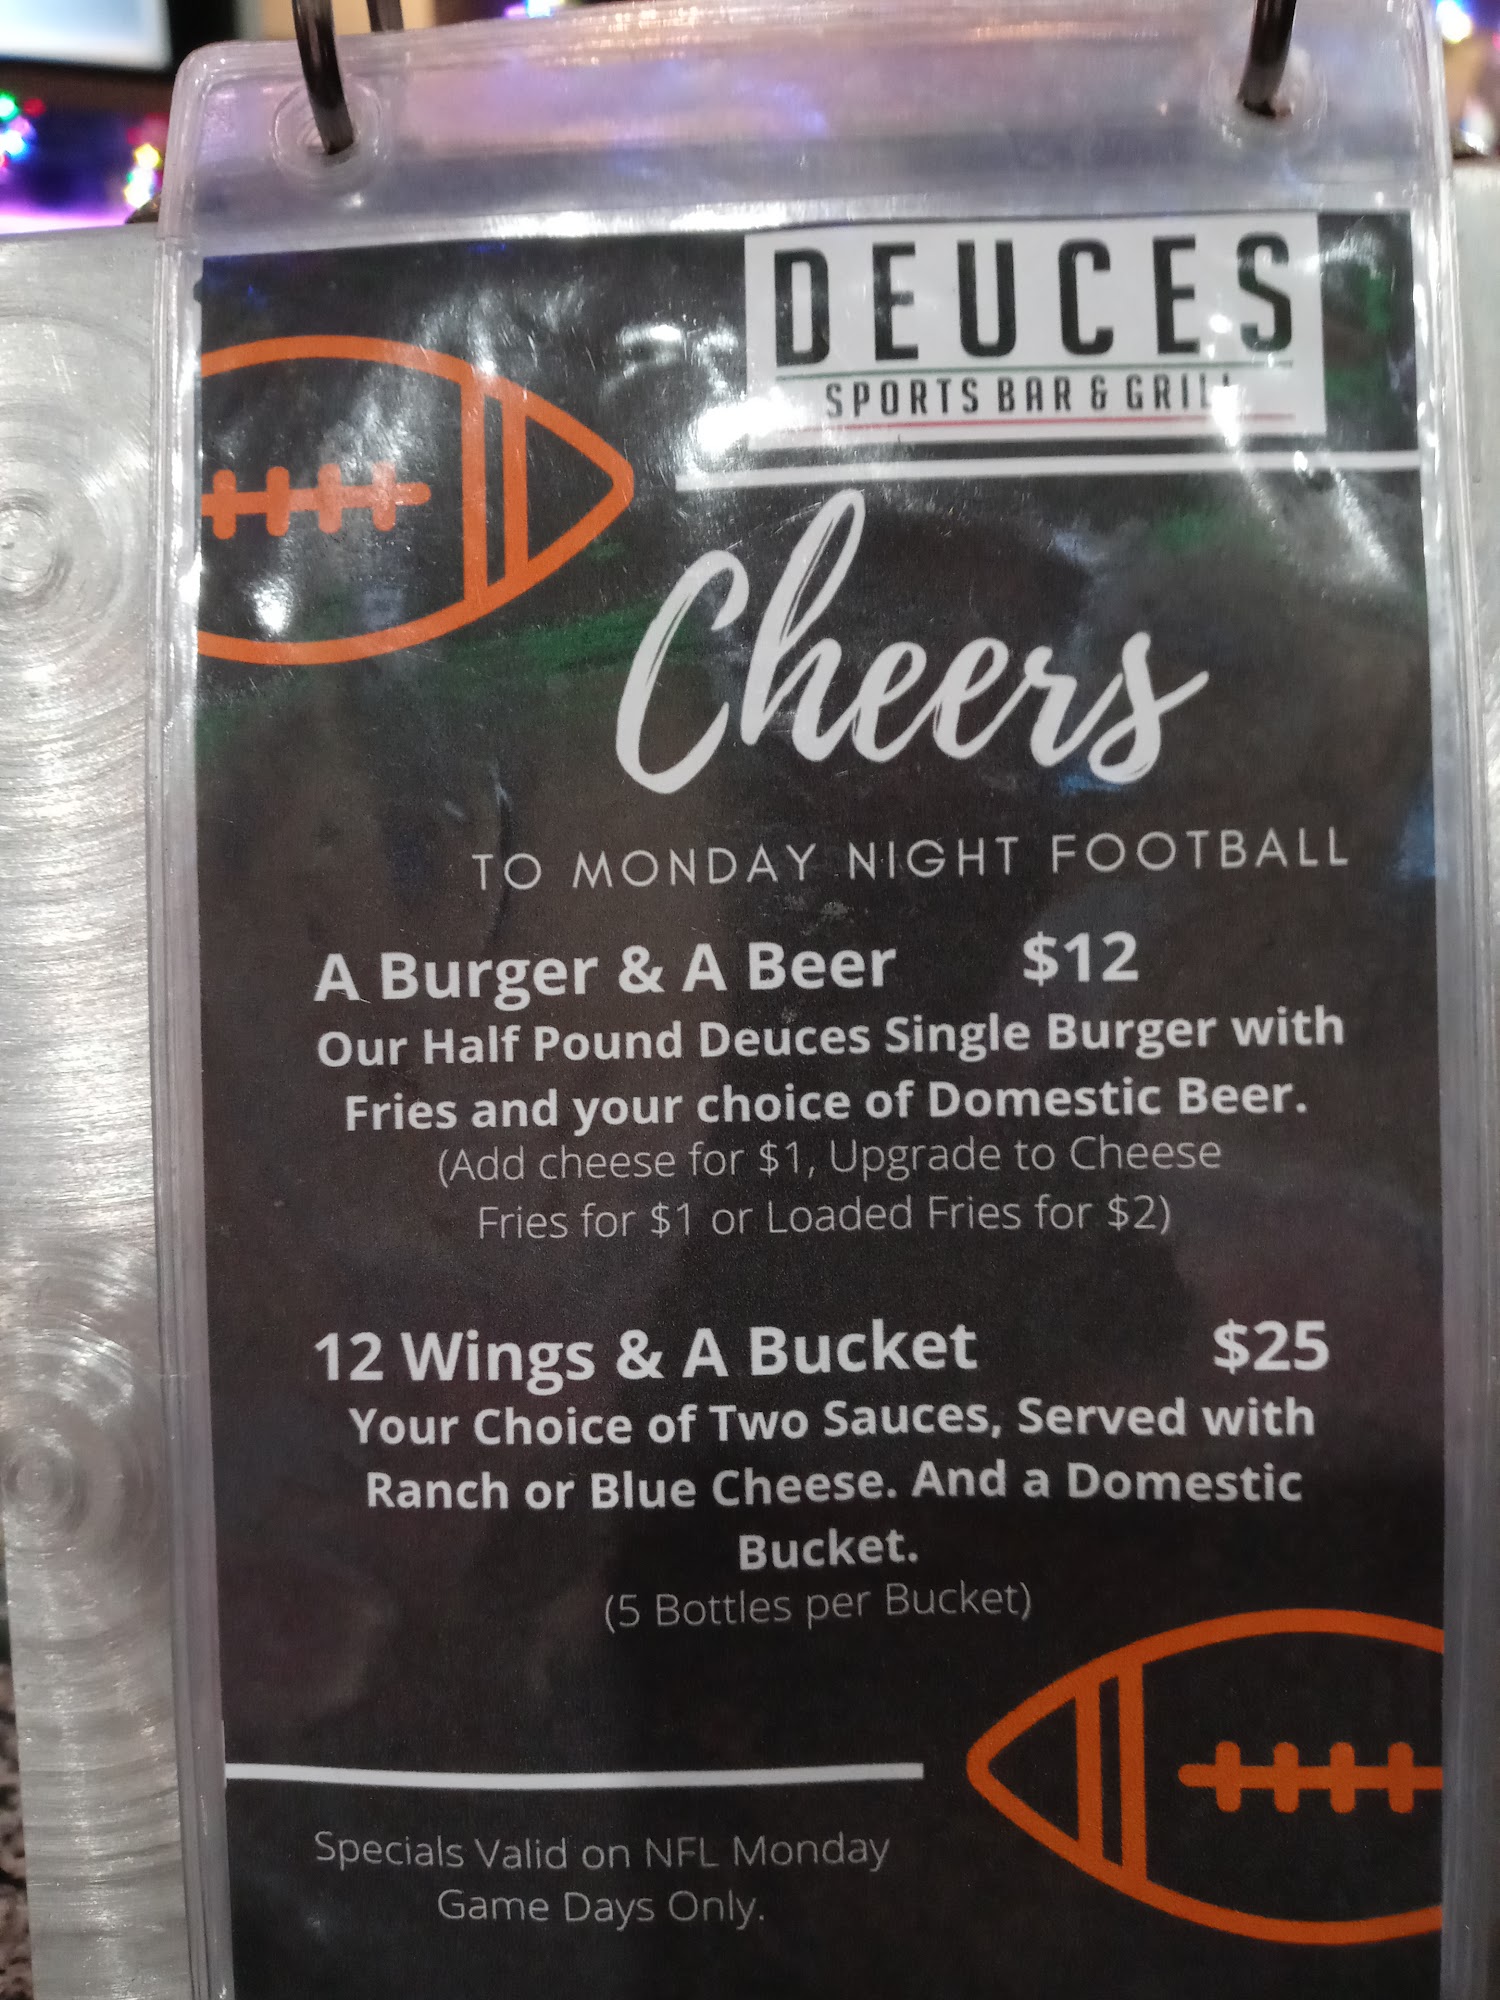 DEUCES
SPORTS BAR & GRILL
Cheers
TO MONDAY NIGHT FOOTBALL
A Burger & A Beer $12
Our Half Pound Deuces Single Burger with
Fries and your choice of Domestic Beer.
(Add cheese for $1, Upgrade to Cheese
Fries for $1 or Loaded Fries for $2)
12 Wings & A Bucket $25
Your Choice of Two Sauces, Served with
Ranch or Blue Cheese. And a Domestic
Bucket.
(5 Bottles per Bucket)
Specials Valid on NFL Monday
Game Days Only.